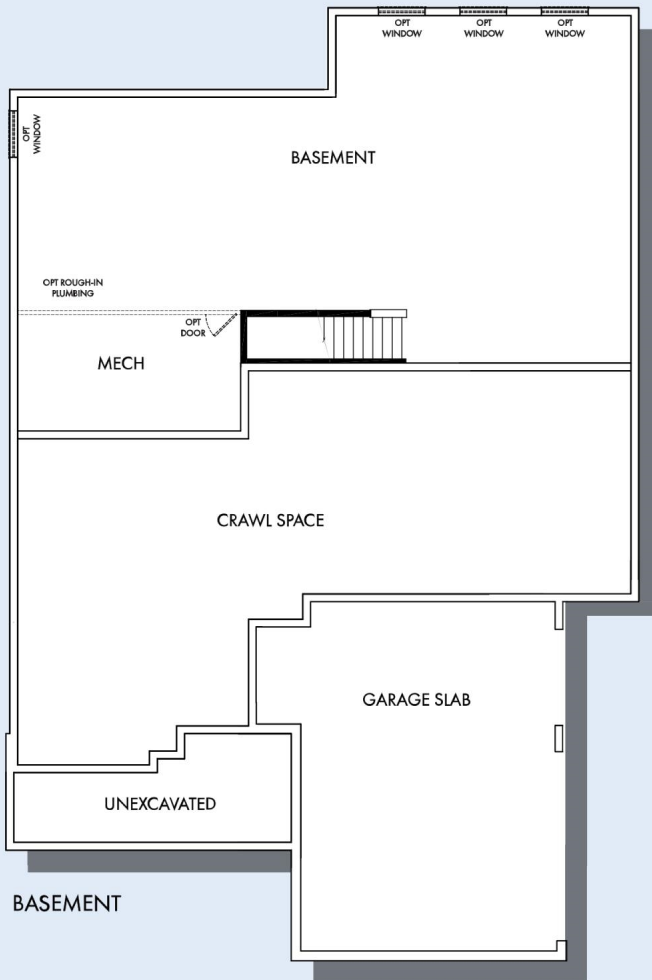 OPT
WINDOW
OPT
WINDOW
OPT
WINDOW
OPT
WINDOW
BASEMENT
OPT ROUGH-IN
PLUMBING
OPT
DOOR
MECH
CRAWL SPACE
GARAGE SLAB
UNEXCAVATED
BASEMENT